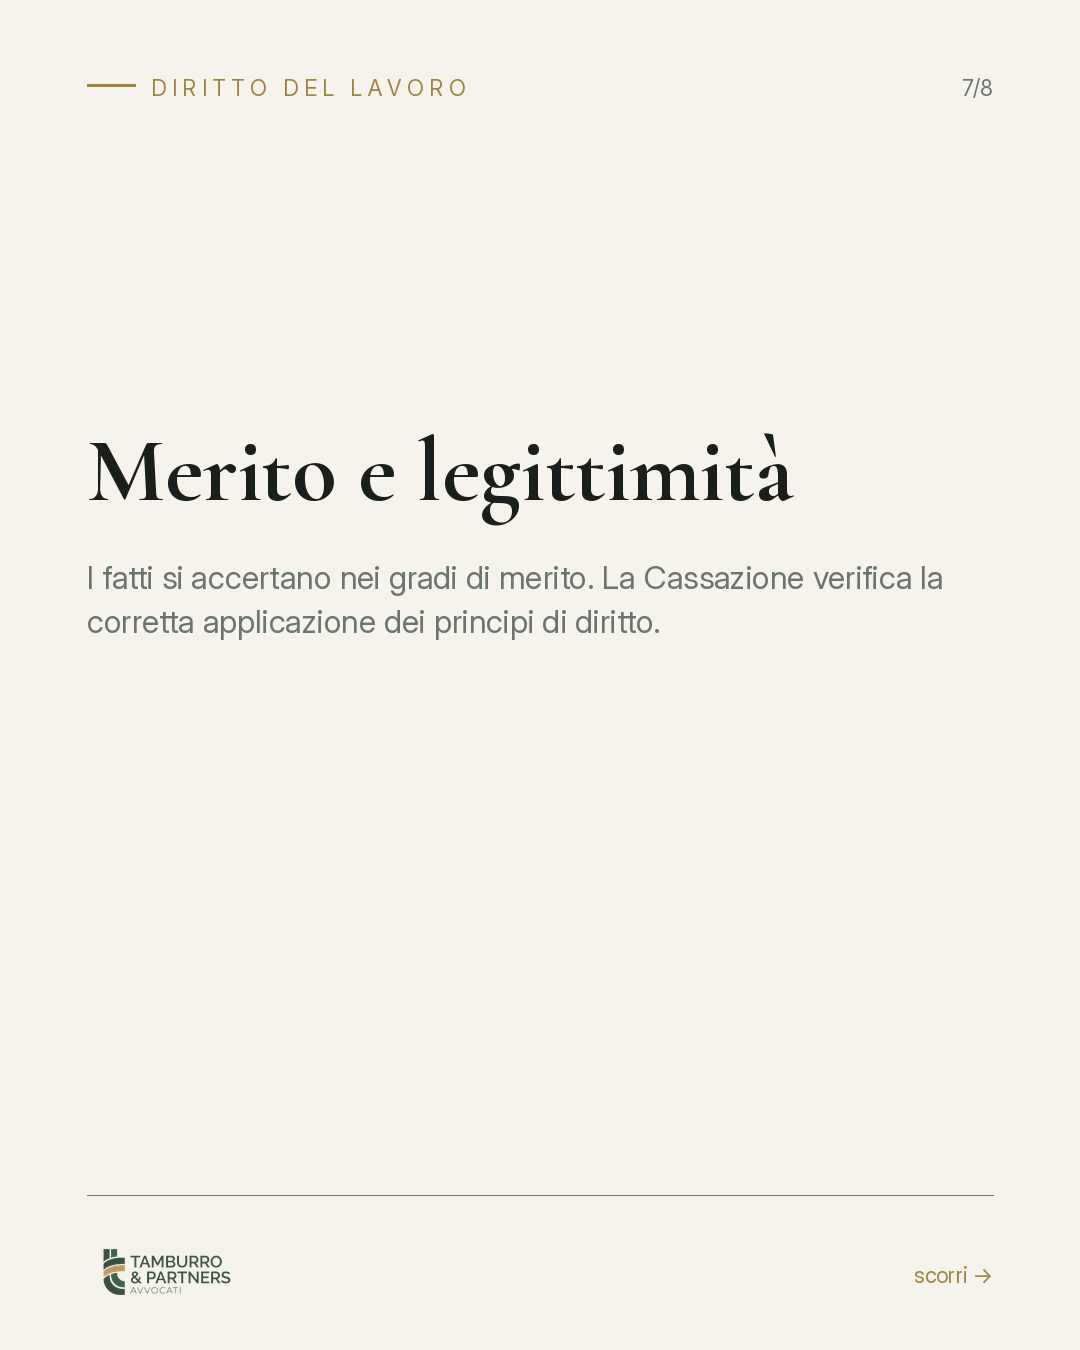 DIRITTO DEL LAVORO
7/8
Merito e legittimità
I fatti si accertano nei gradi di merito. La Cassazione verifica la
corretta applicazione dei principi di diritto.
TAMBURRO
& PARTNERS
AVVOCATI
scorri →